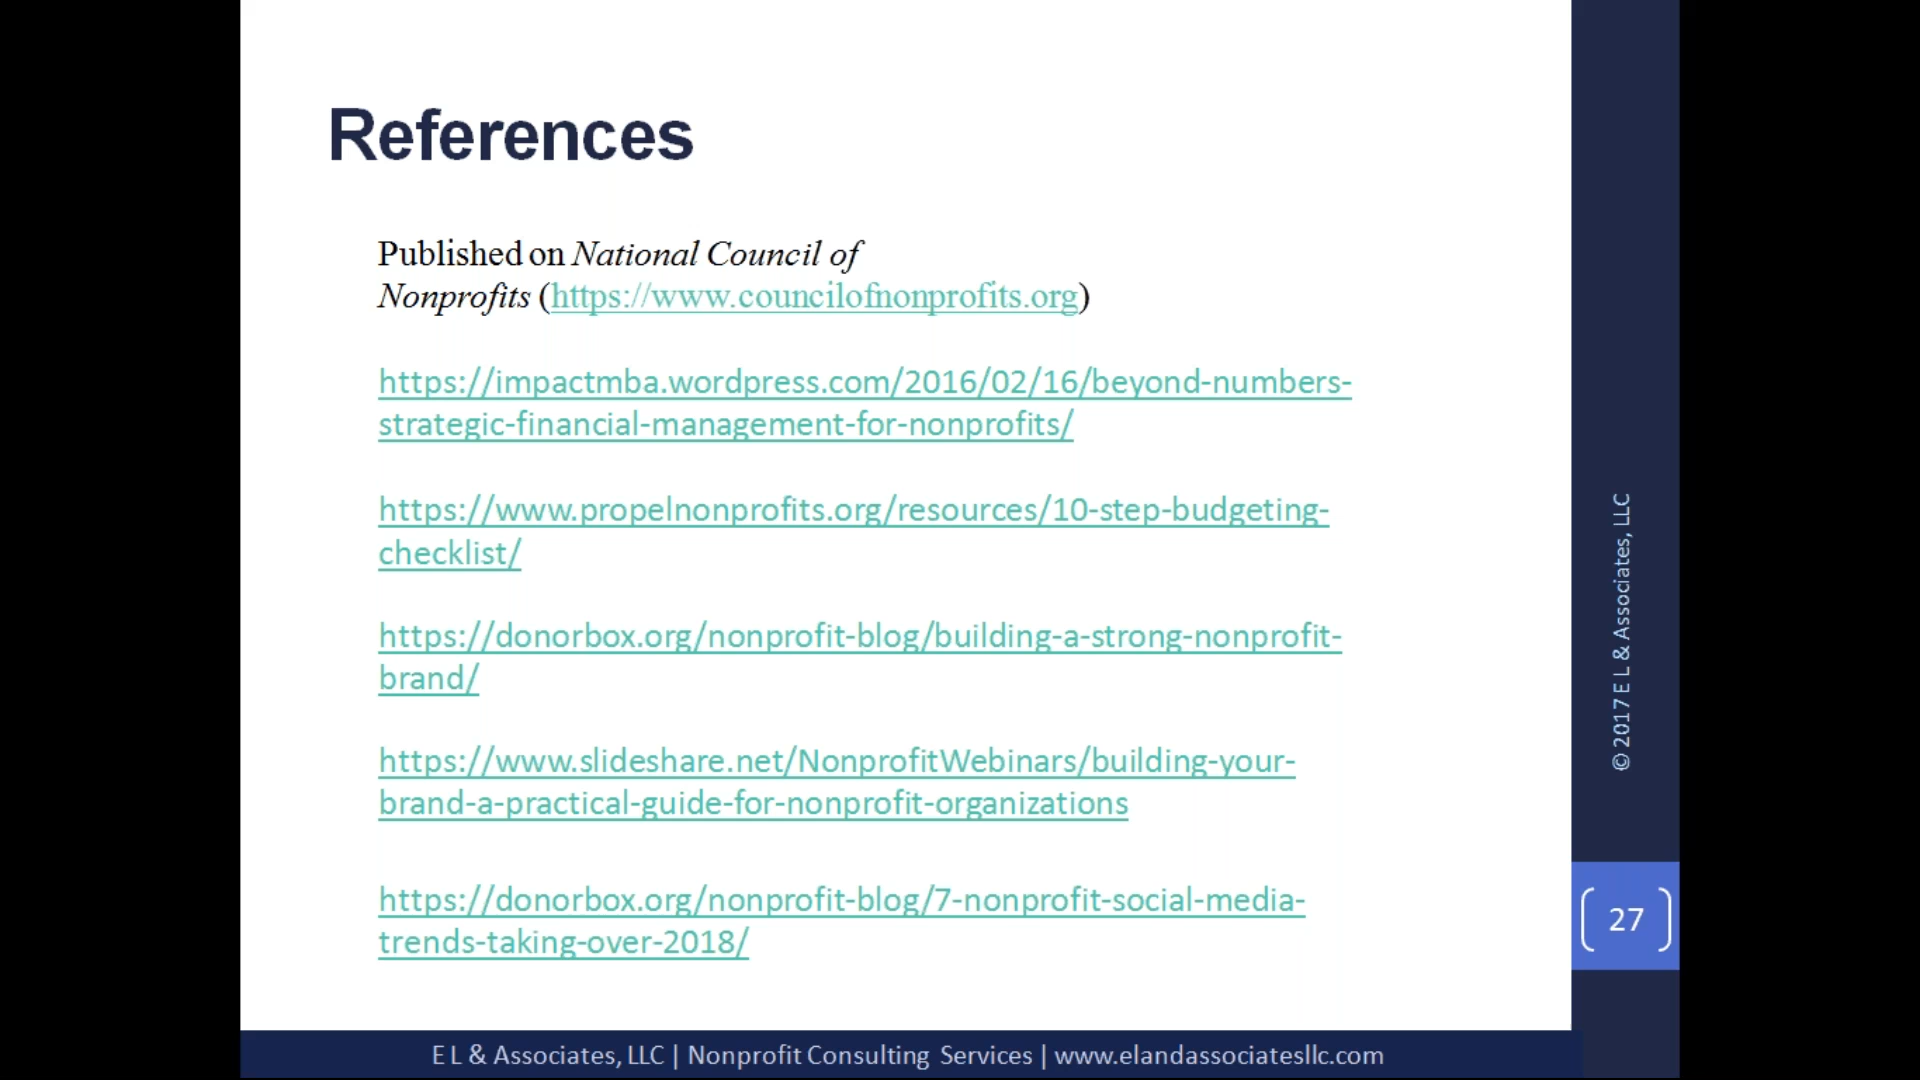 References
Published on National Council of
Nonprofits (https://www.councilofnonprofits.org)
https://impactmba.wordpress.com/2016/02/16/beyond-numbers-
strategic-financial-management-for-nonprofits/
https://www.propelnonprofits.org/resources/10-step-budgeting-
checklist/
https://donorbox.org/nonprofit-blog/building-a-strong-nonprofit-
brand/
https://www.slideshare.net/NonprofitWebinars/building-your-
brand-a-practical-guide-for-nonprofit-organizations
https://donorbox.org/nonprofit-blog/7-nonprofit-social-media-
trends-taking-over-2018/
© 2017 E L & Associates, LLC
27
E L & Associates, LLC | Nonprofit Consulting Services | www.elandassociatesllc.com